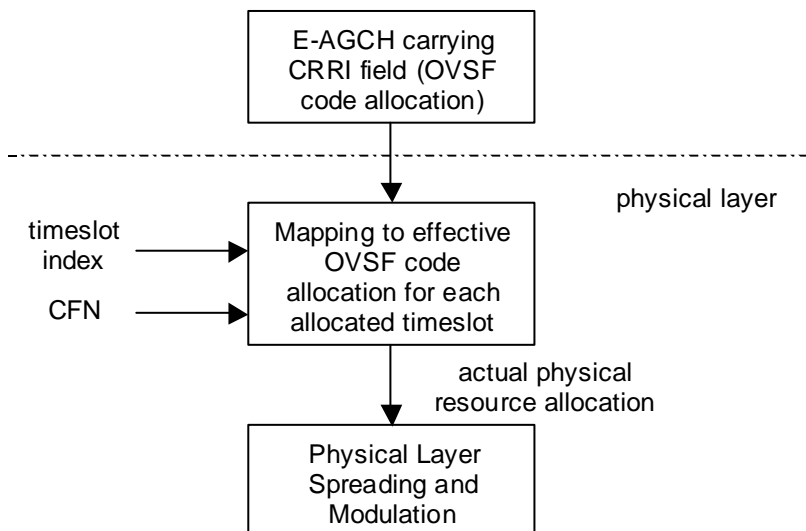 E-AGCH carrying
CRRI field (OVSF
code allocation)
physical layer
timeslot
index
CFN
Mapping to effective
OVSF code
allocation for each
allocated timeslot
actual physical
resource allocation
Physical Layer
Spreading and
Modulation